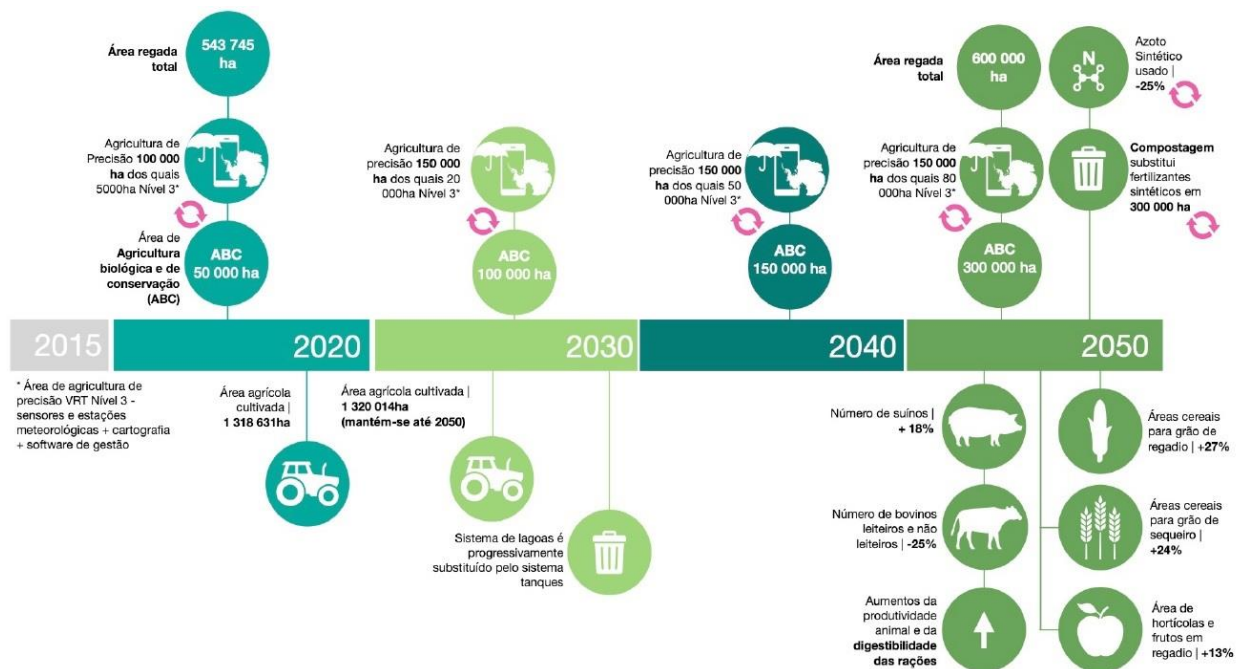 Área regada
total
543 745
ha
Agricultura de
Precisão 100 000
ha dos quais
5000ha Nível 3*
Área de
Agricultura
biológica e de
conservação
(ABC)
ABC
50 000 ha
Agricultura de
precisão 150 000
ha dos quais 20
000ha Nível 3*
ABC
100 000 ha
Agricultura de
precisão 150 000
ha dos quais 50
000ha Nível 3*
ABC
150 000 ha
Área regada
total
600 000
ha
Agricultura de
precisão 150 000
ha dos quais 80
000ha Nível 3*
ABC
300 000 ha
N
Azoto
Sintético
usado |
-25%
Compostagem
substitui
fertilizantes
sintéticos em
300 000 ha
2015
2020
2030
2040
2050
* Área de agricultura de
precisão VRT Nível 3 -
sensores e estações
meteorológicas + cartografia
+ software de gestão
Área agrícola
cultivada |
1 318 631ha
Área agrícola cultivada |
1 320 014ha
(mantém-se até 2050)
Sistema de lagoas é
progressivamente
substituído pelo sistema
tanques
Número de suínos |
+ 18%
Número de bovinos
leiteiros e não
leiteiros | -25%
Aumentos da
produtividade
animal e da
digestibilidade
das rações
Áreas cereais
para grão de
regadio | +27%
Áreas cereais
para grão de
sequeiro |
+24%
Área de
hortícolas e
frutos em
regadio | +13%